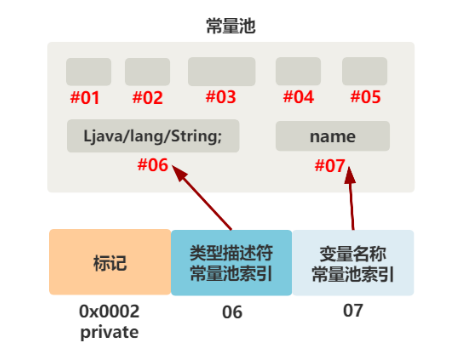 常量池
#01 #02 #03 #04 #05
Ljava/lang/String; name
#06 #07
标记 类型描述符 变量名称
常量池索引 常量池索引
0x0002 06 07
private